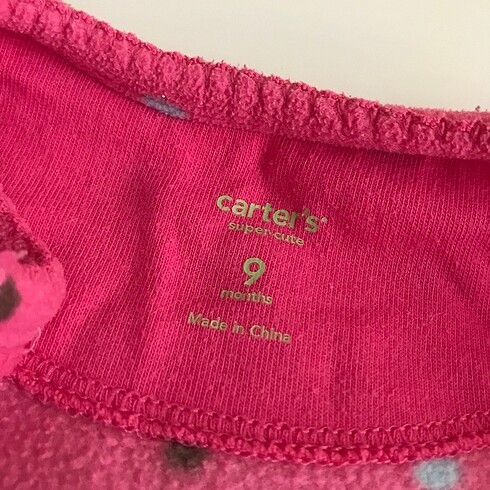 carter's
super cute
9
months
Made in China